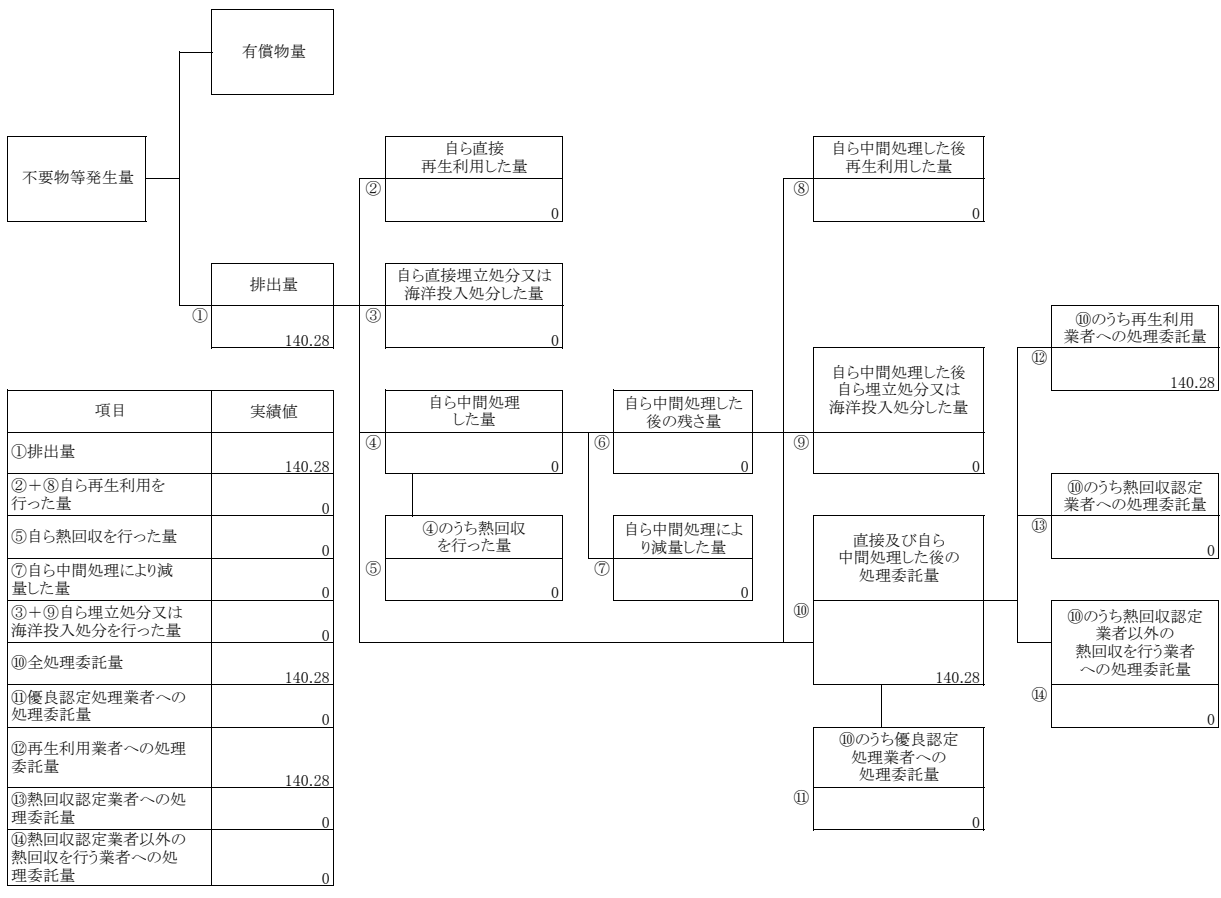 有償物量
不要物等発生量
排出量
①
140.28
自ら直接
再生利用した量
②
0
自ら直接埋立処分又は
海洋投入処分した量
③
0
自ら中間処理
した量
④
0
④のうち熱回収
を行った量
⑤
0
自ら中間処理した
後の残さ量
⑥
0
自ら中間処理によ
り減量した量
⑦
0
自ら中間処理した後
再生利用した量
⑧
0
自ら中間処理した後
自ら埋立処分又は
海洋投入処分した量
⑨
0
直接及び自ら
中間処理した後の
処理委託量
⑩
140.28
⑩のうち優良認定
処理業者への
処理委託量
⑪
0
⑩のうち再生利用
業者への処理委託量
⑫
140.28
⑩のうち熱回収認定
業者への処理委託量
⑬
0
⑩のうち熱回収認定
業者以外の
熱回収を行う業者
への処理委託量
⑭
0
項目 実績値
①排出量
140.28
②+⑧自ら再生利用を
行った量
0
⑤自ら熱回収を行った量
0
⑦自ら中間処理により減
量した量
0
③+⑨自ら埋立処分又は
海洋投入処分を行った量
0
⑩全処理委託量
140.28
⑪優良認定処理業者への
処理委託量
0
⑫再生利用業者への処理
委託量
140.28
⑬熱回収認定業者への処
理委託量
0
⑭熱回収認定業者以外の
熱回収を行う業者への処
理委託量
0